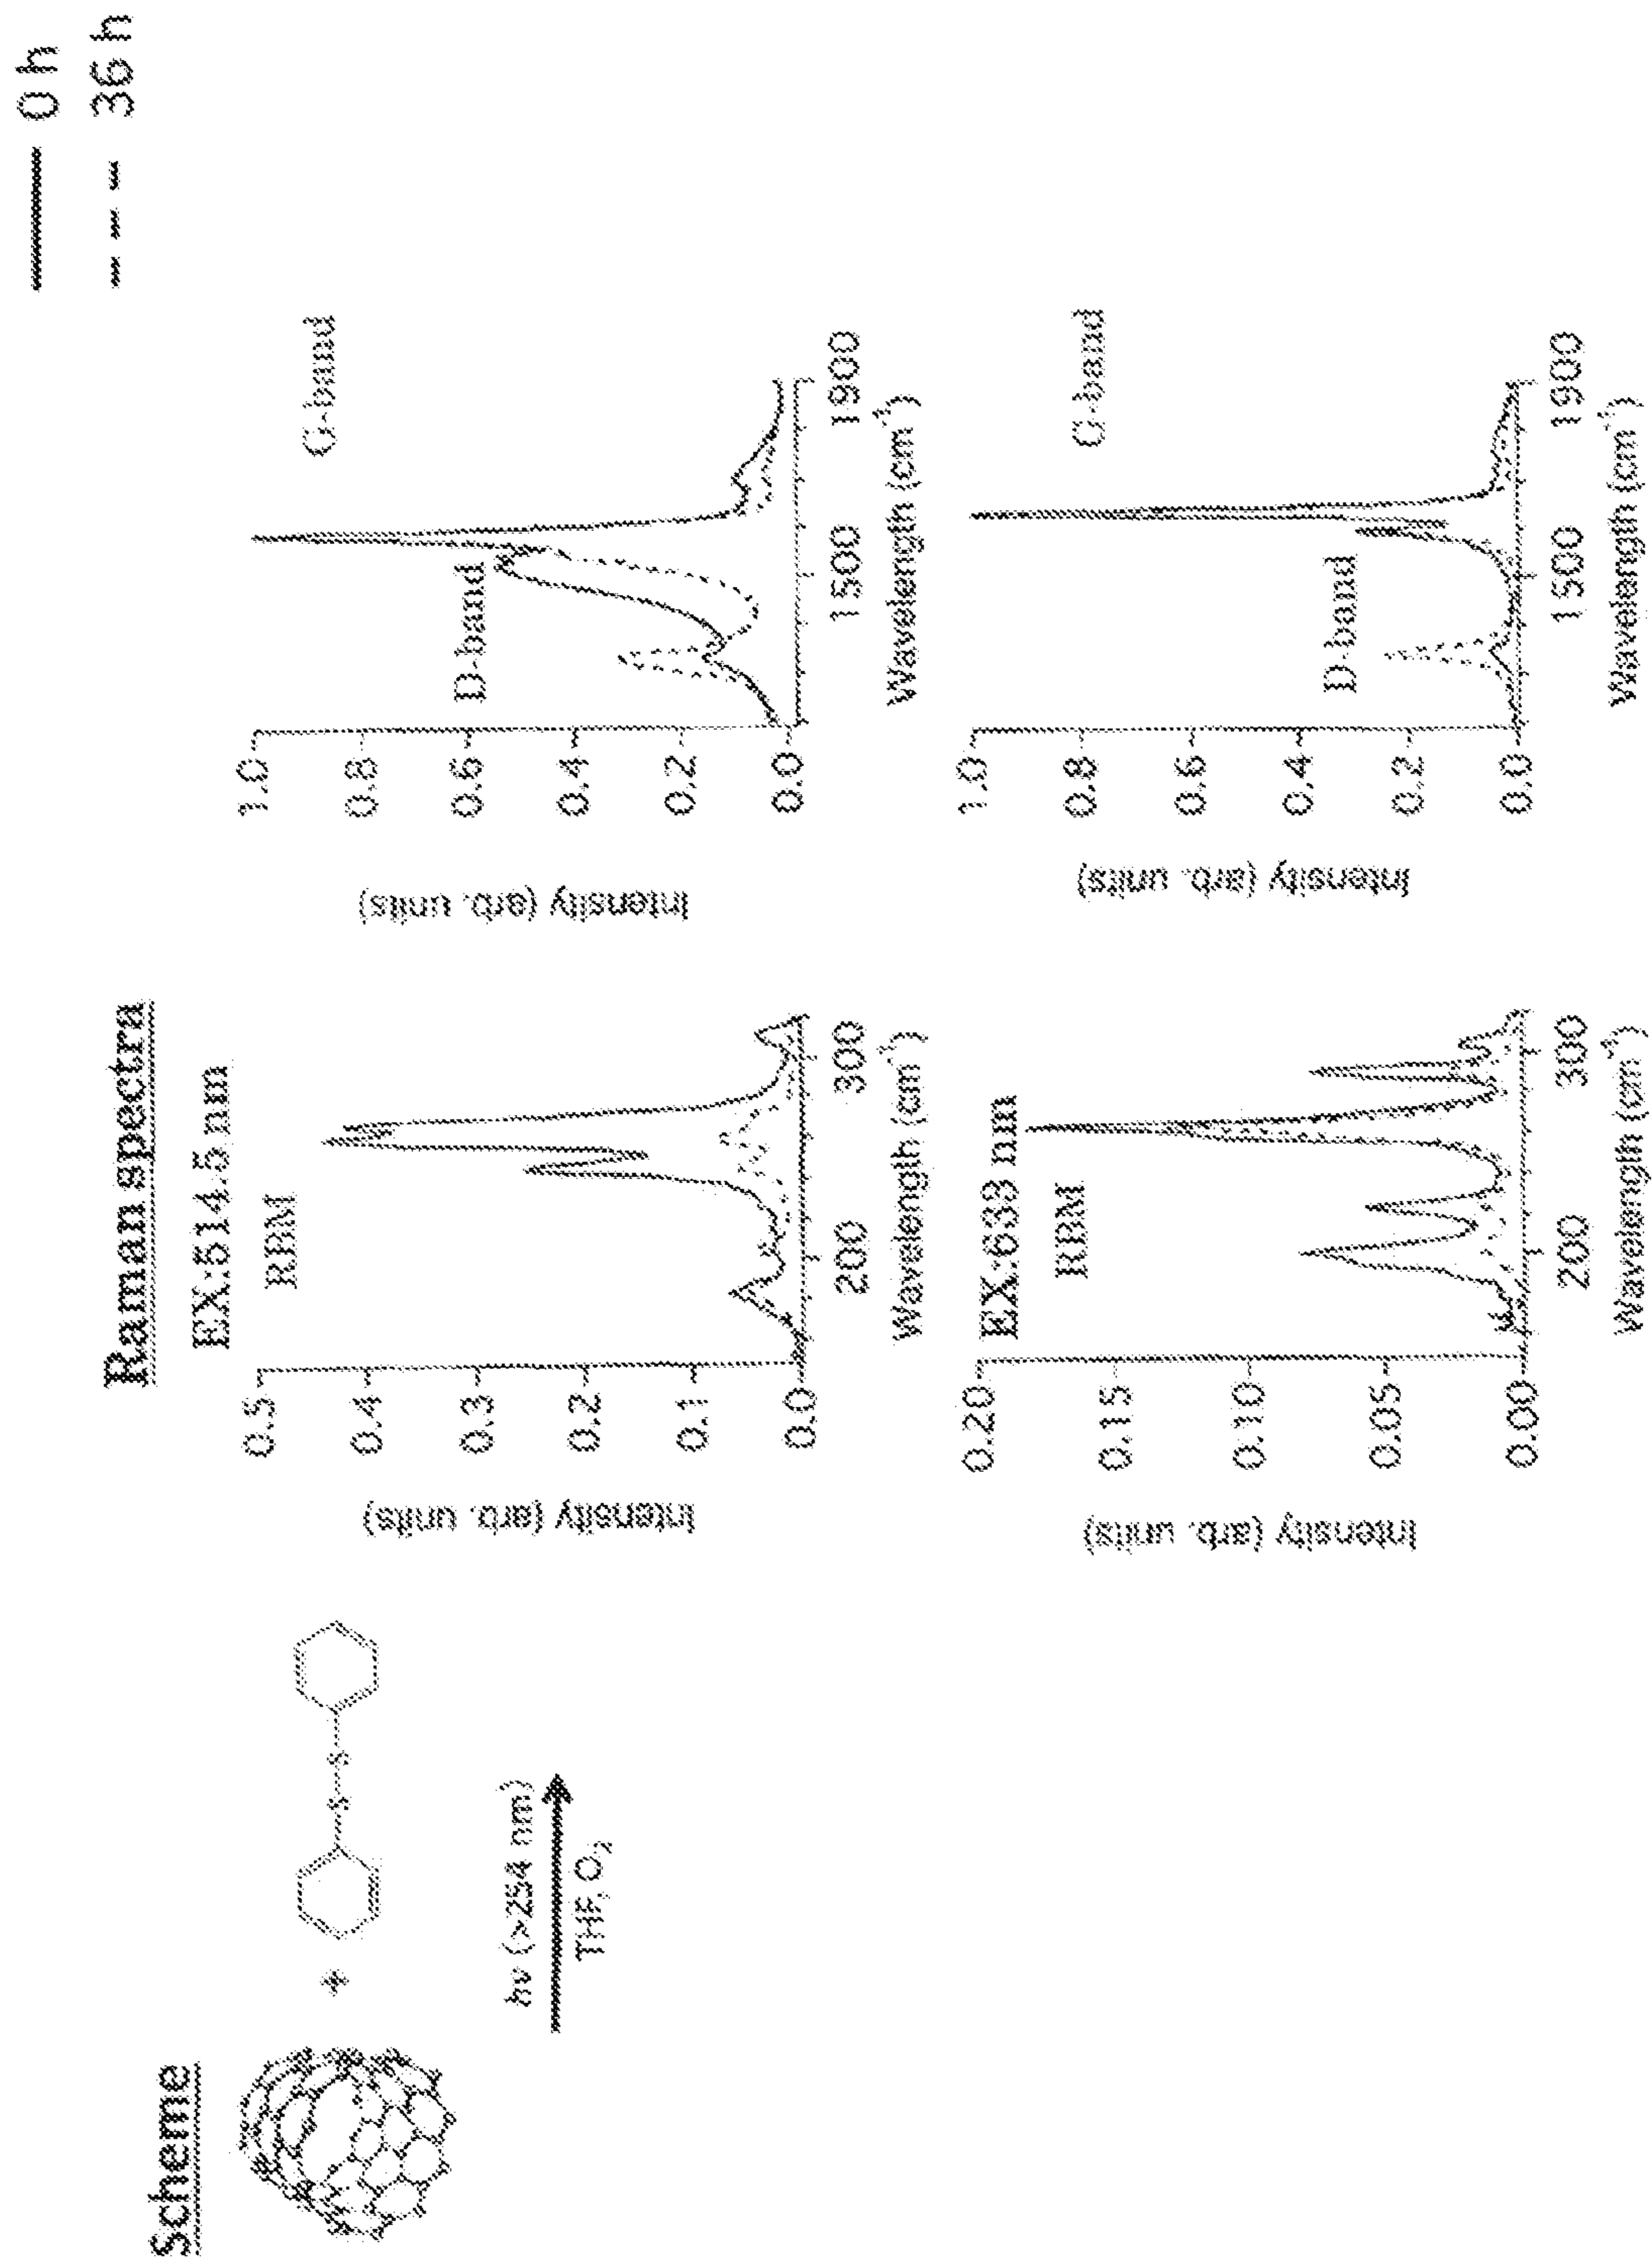 0 h
36 h
Scheme
+
S
S
hν (>254 nm)
THF, O2
Raman spectra
EX:514.5 nm
RBM
Intensity (arb. units)
0.5
0.4
0.3
0.2
0.1
0.0
200
300
Wavelength (cm-1)
D-band
G-band
Intensity (arb. units)
1.0
0.8
0.6
0.4
0.2
0.0
1500
1900
Wavelength (cm-1)
EX:633 nm
RBM
Intensity (arb. units)
0.20
0.15
0.10
0.05
0.00
200
300
Wavelength (cm-1)
D-band
G-band
Intensity (arb. units)
1.0
0.8
0.6
0.4
0.2
0.0
1500
1900
Wavelength (cm-1)